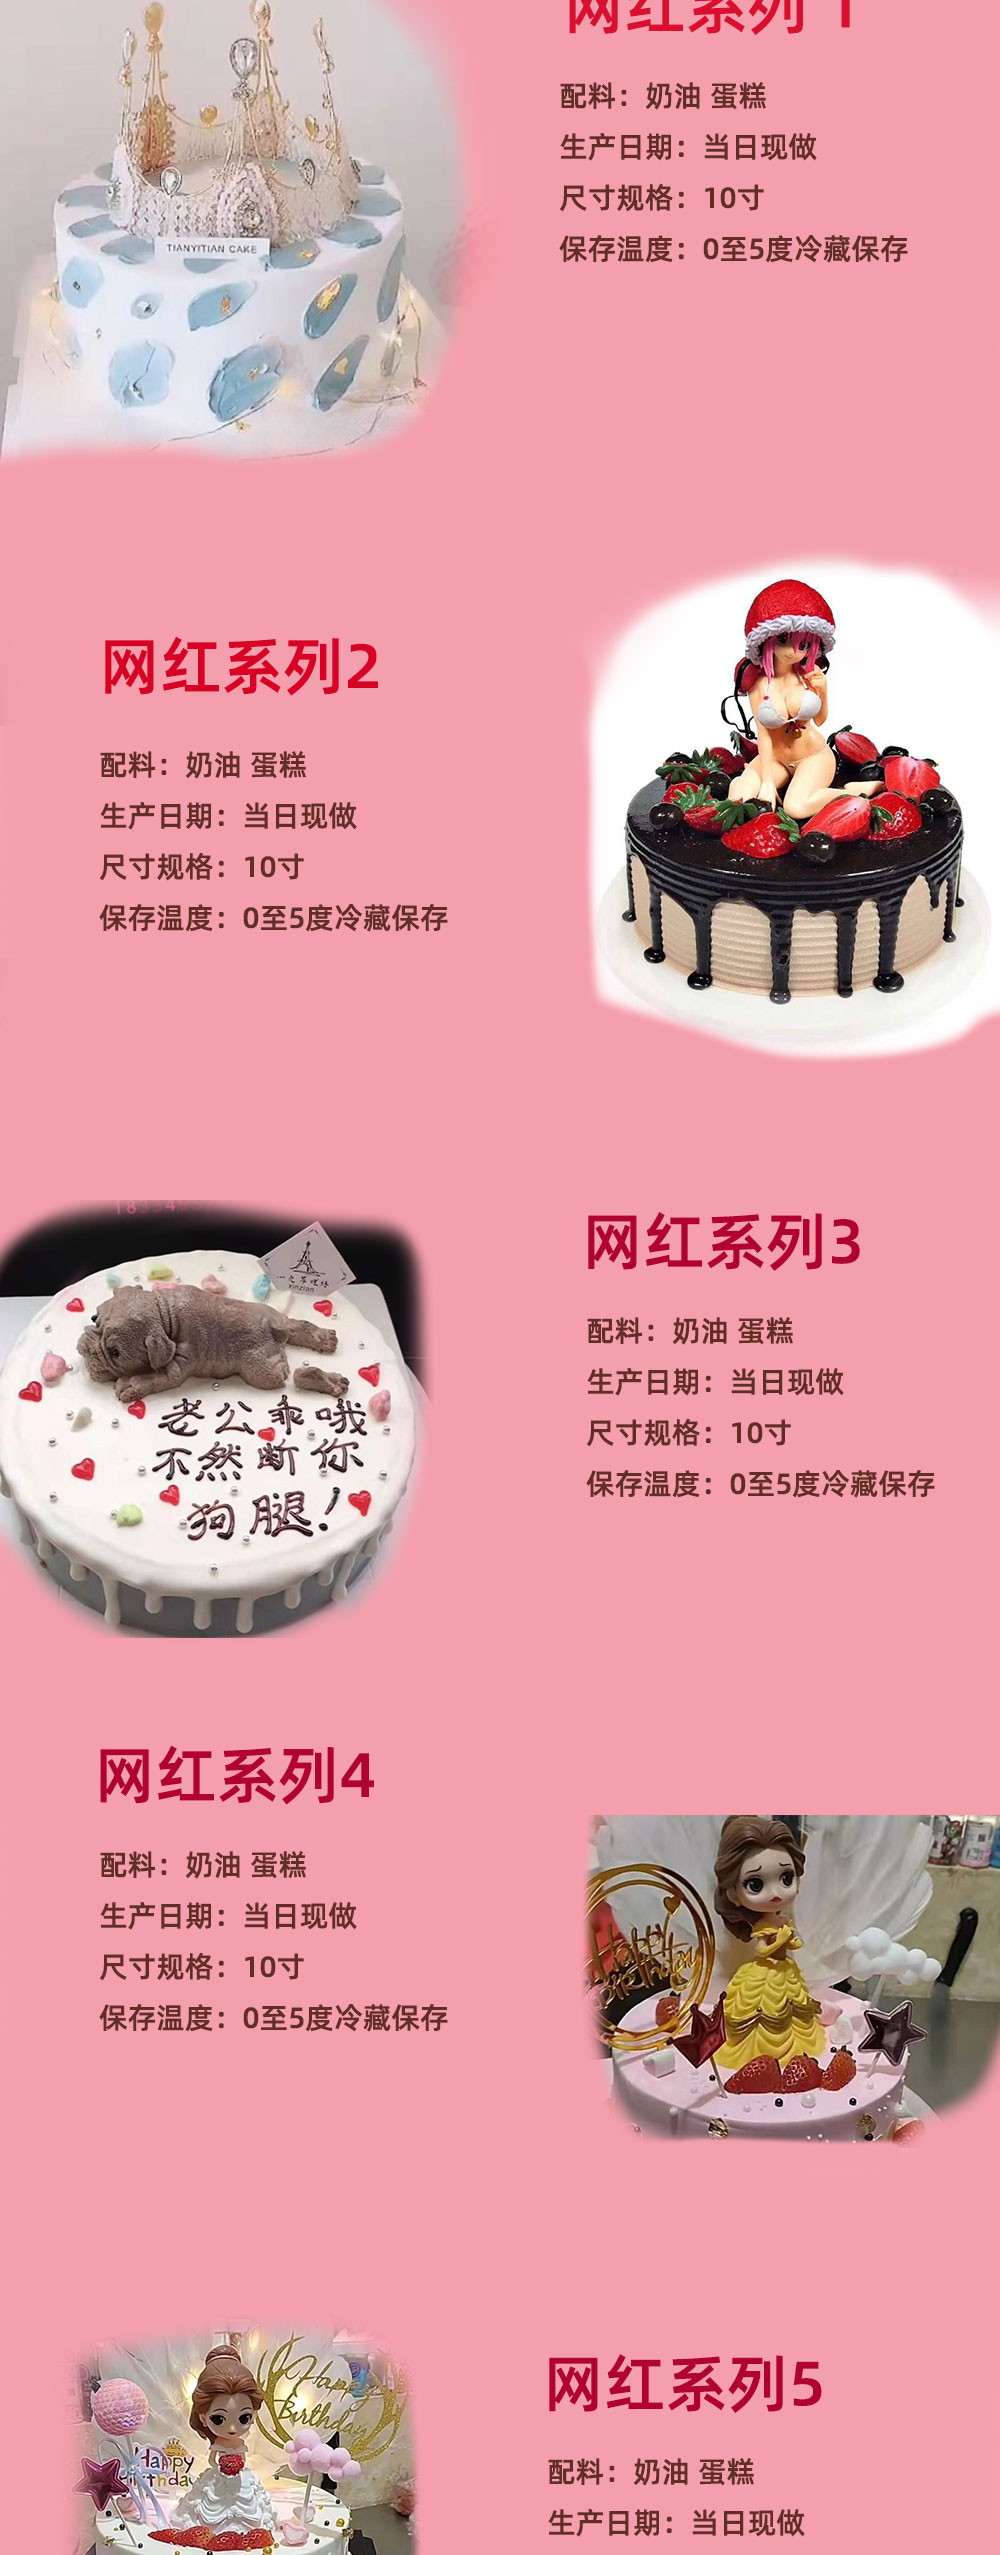 网红系列 1
配料：奶油 蛋糕
生产日期：当日现做
尺寸规格：10寸
保存温度：0至5度冷藏保存
TIANYITIAN CAKE
网红系列2
配料：奶油 蛋糕
生产日期：当日现做
尺寸规格：10寸
保存温度：0至5度冷藏保存
网红系列3
配料：奶油 蛋糕
生产日期：当日现做
尺寸规格：10寸
保存温度：0至5度冷藏保存
xinzian
老公乖哦
不然断你
狗腿！
网红系列4
配料：奶油 蛋糕
生产日期：当日现做
尺寸规格：10寸
保存温度：0至5度冷藏保存
Happy
Birthday
网红系列5
配料：奶油 蛋糕
生产日期：当日现做
Happy
Birthday
Happy
Birthday